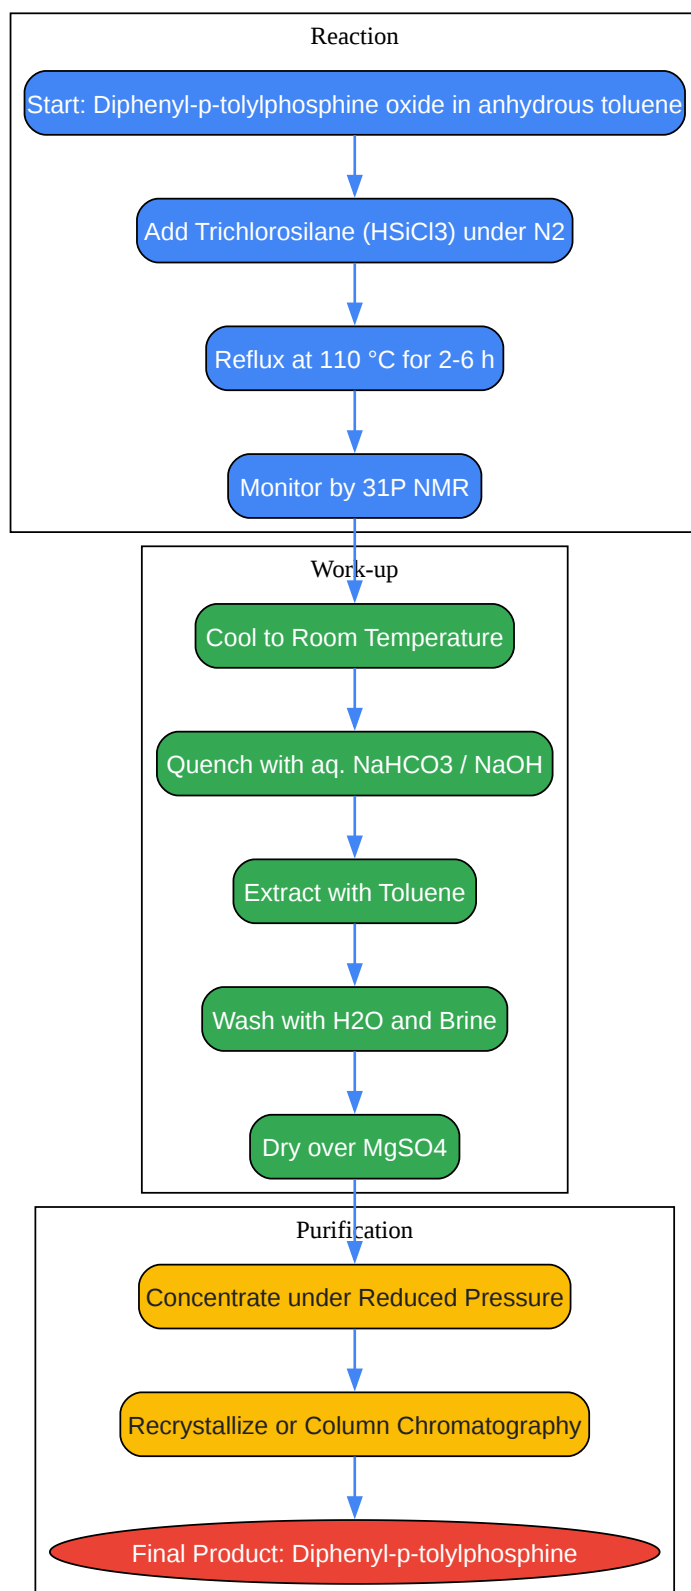 Reaction
Start: Diphenyl-p-tolylphosphine oxide in anhydrous toluene
Add Trichlorosilane (HSiCl3) under N2
Reflux at 110 °C for 2-6 h
Monitor by 31P NMR
Work-up
Cool to Room Temperature
Quench with aq. NaHCO3 / NaOH
Extract with Toluene
Wash with H2O and Brine
Dry over MgSO4
Purification
Concentrate under Reduced Pressure
Recrystallize or Column Chromatography
Final Product: Diphenyl-p-tolylphosphine